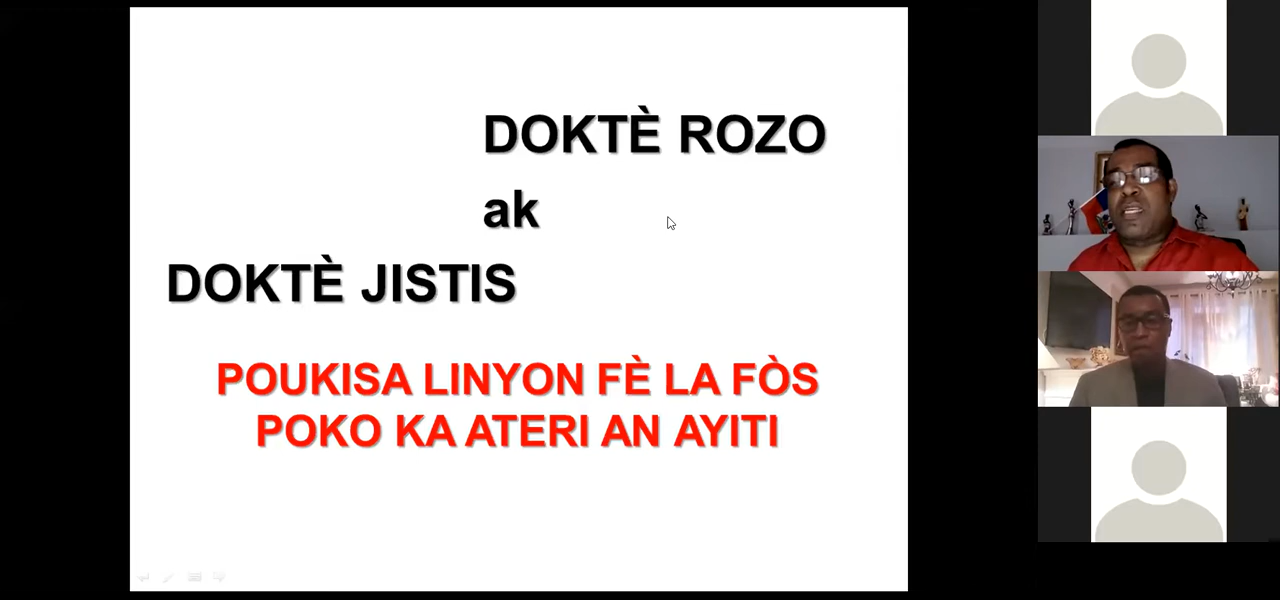 DOKTÈ ROZO
ak
DOKTÈ JISTIS
POUKISA LINYON FÈ LA FÒS
POKO KA ATERI AN AYITI